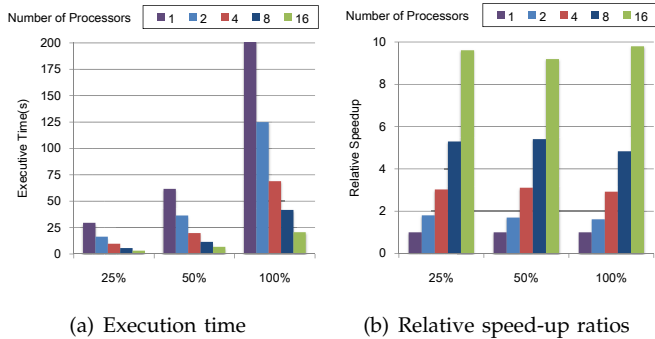 Number of Processors 1 2 4 8 16
Executive Time(s)
200
175
150
125
100
75
50
25
0
25% 50% 100%
(a) Execution time
Number of Processors 1 2 4 8 16
Relative Speedup
10
8
6
4
2
0
25% 50% 100%
(b) Relative speed-up ratios